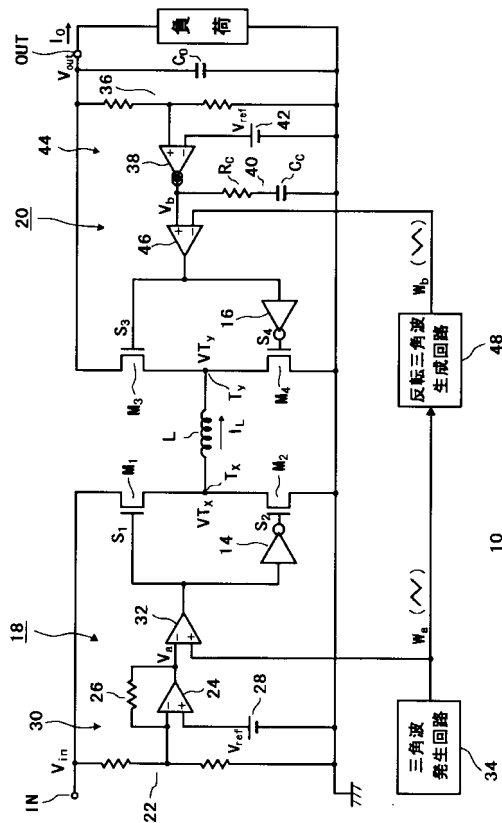 IN
Vin
22
30
18
26
Va
24
Vref
28
32
14
S1
S2
M1
M2
VTx
Tx
L
IL
VTy
Ty
M3
M4
S3
S4
16
20
44
46
Vb
38
RC
40
CC
Vref
42
36
CO
Vout
OUT
IO
負荷
三角波
発生回路
34
Wa
10
反転三角波
生成回路
48
Wb